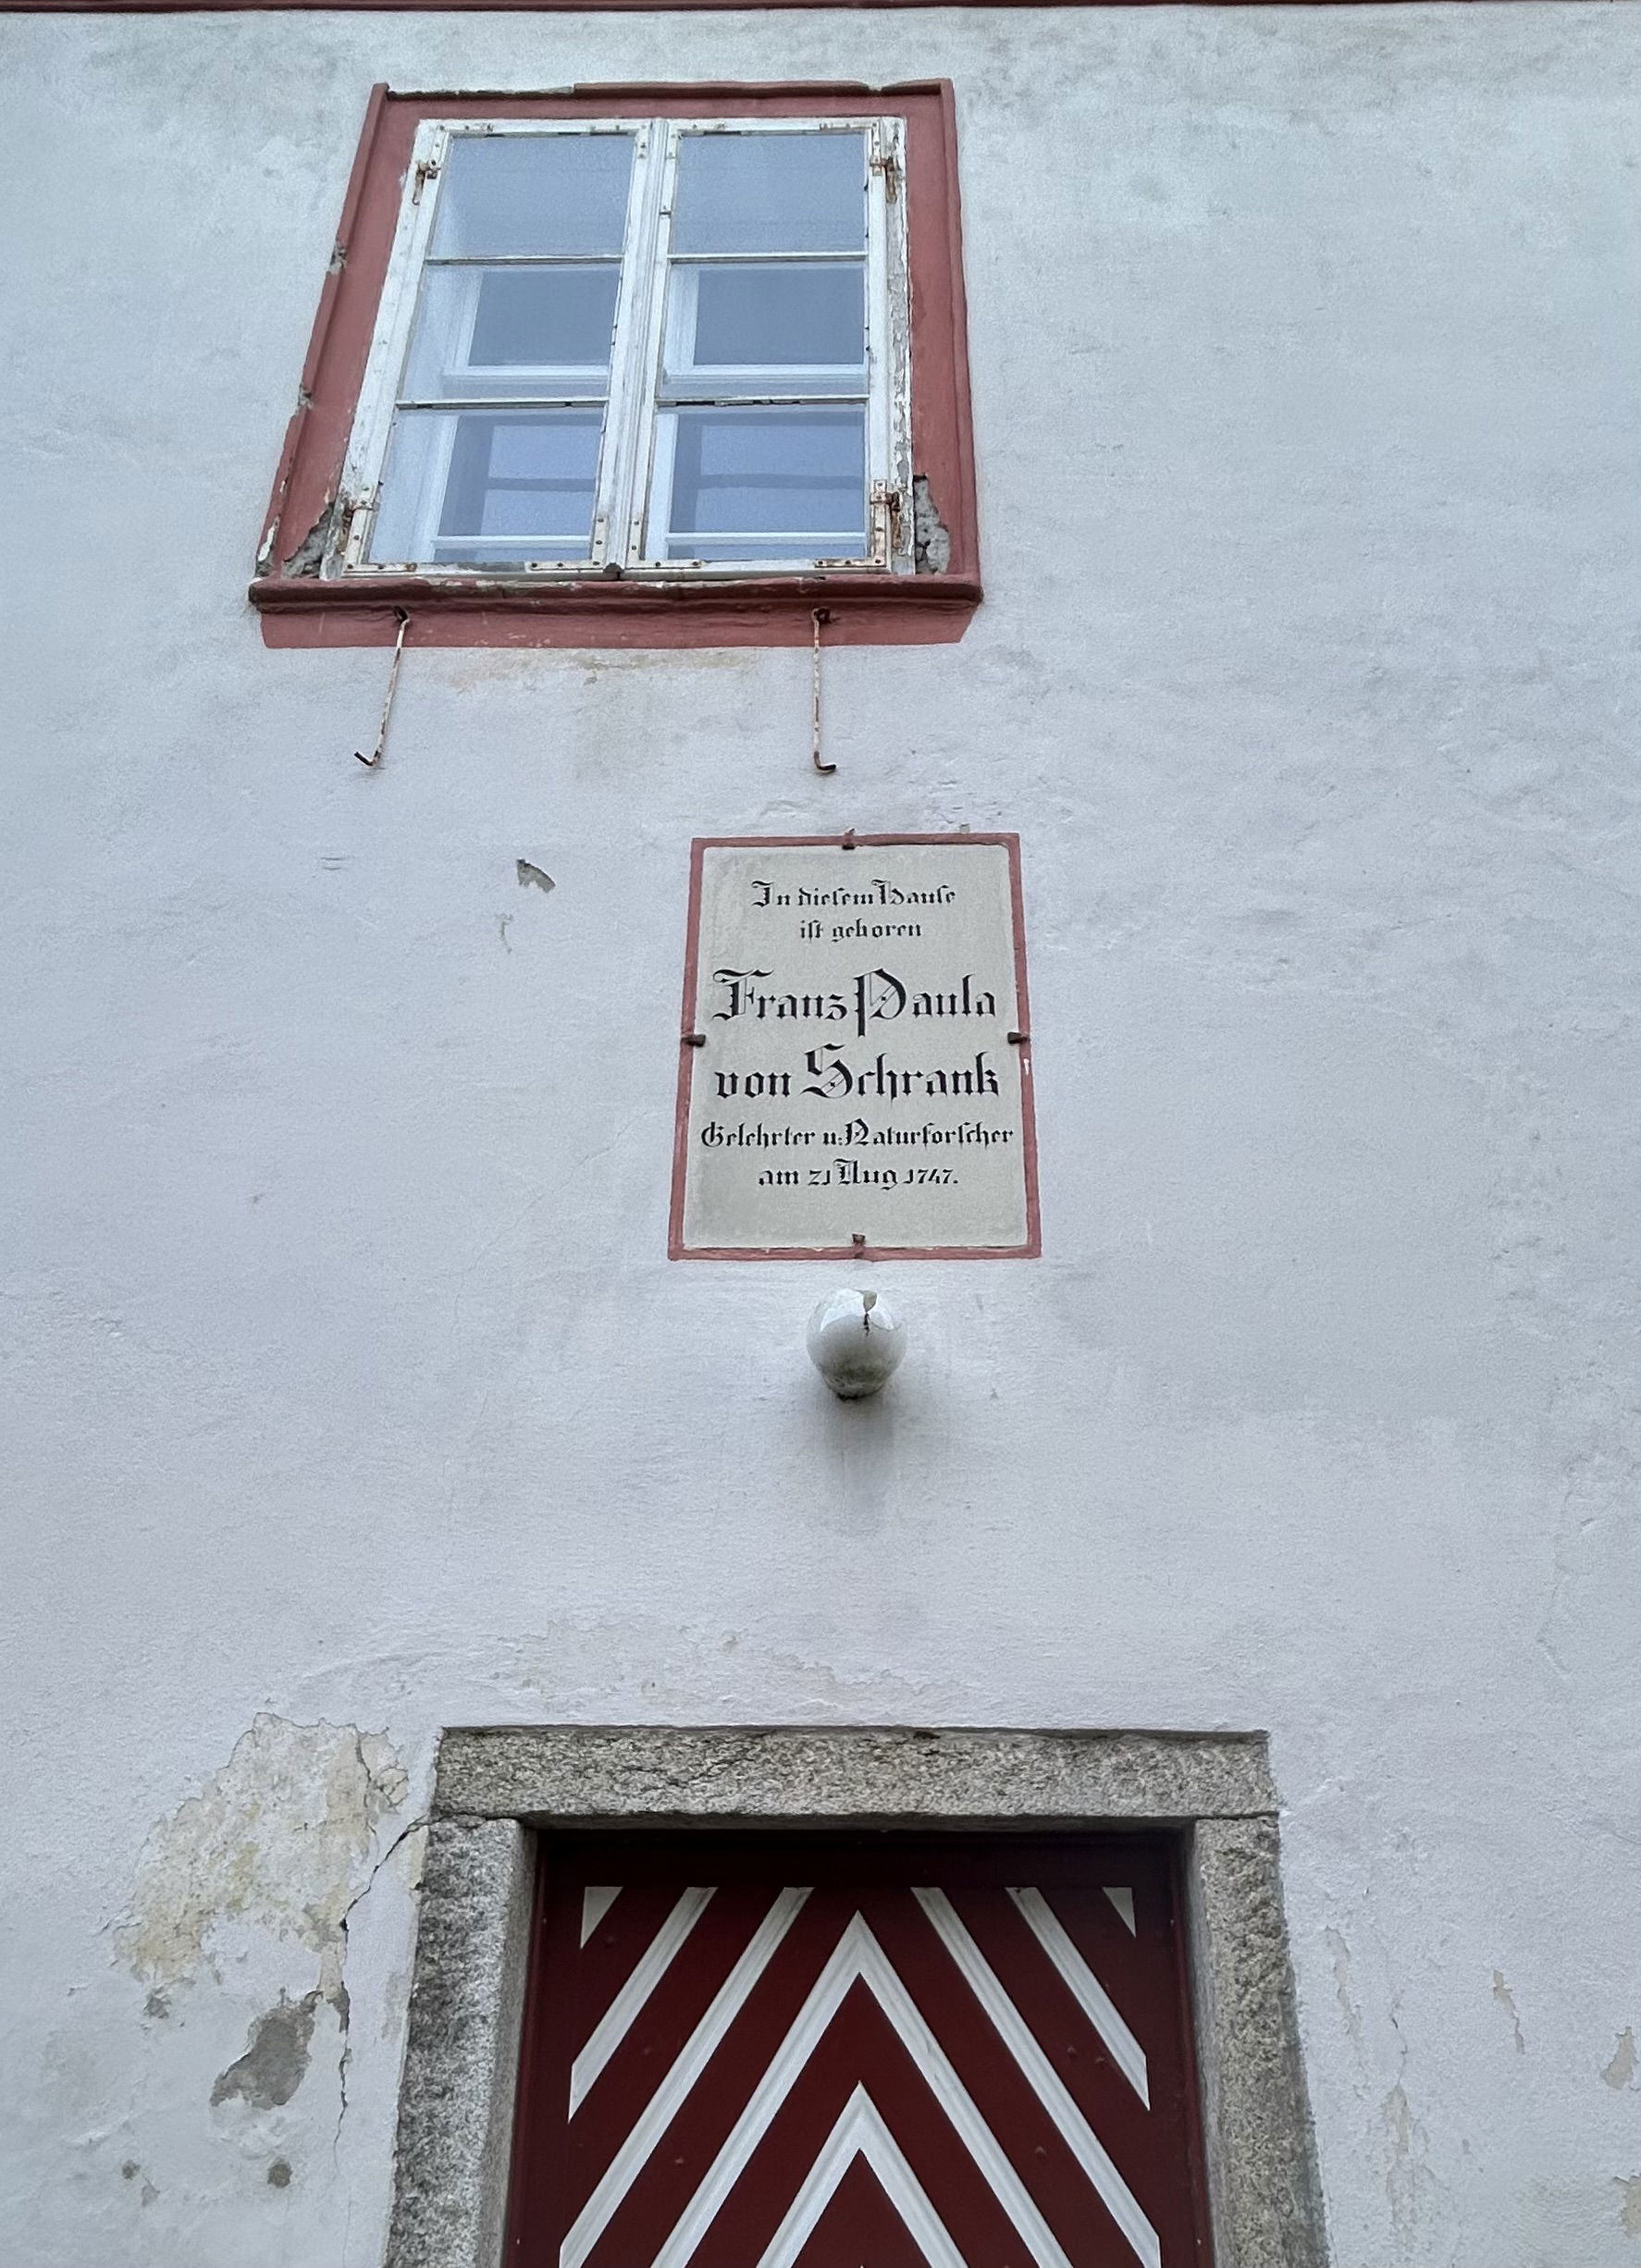 In diesem Hause
ist geboren
Franz Paula
von Schrank
Gelehrter u. Naturforscher
am 21 Aug 1747.